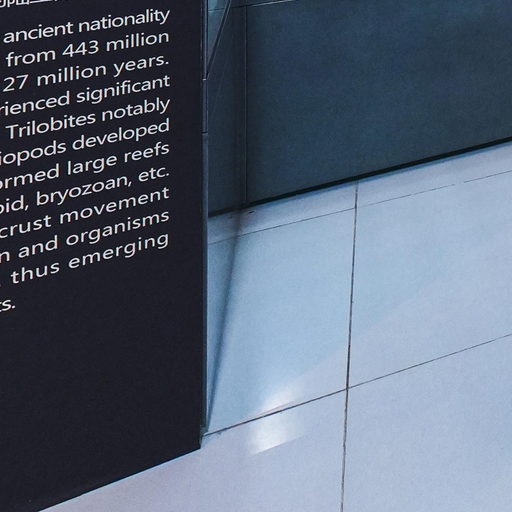 ancient nationality
from 443 million
27 million years.
rienced significant
Trilobites notably
iopods developed
ormed large reefs
oid, bryozoan, etc.
crust movement
n and organisms
thus emerging
ts.